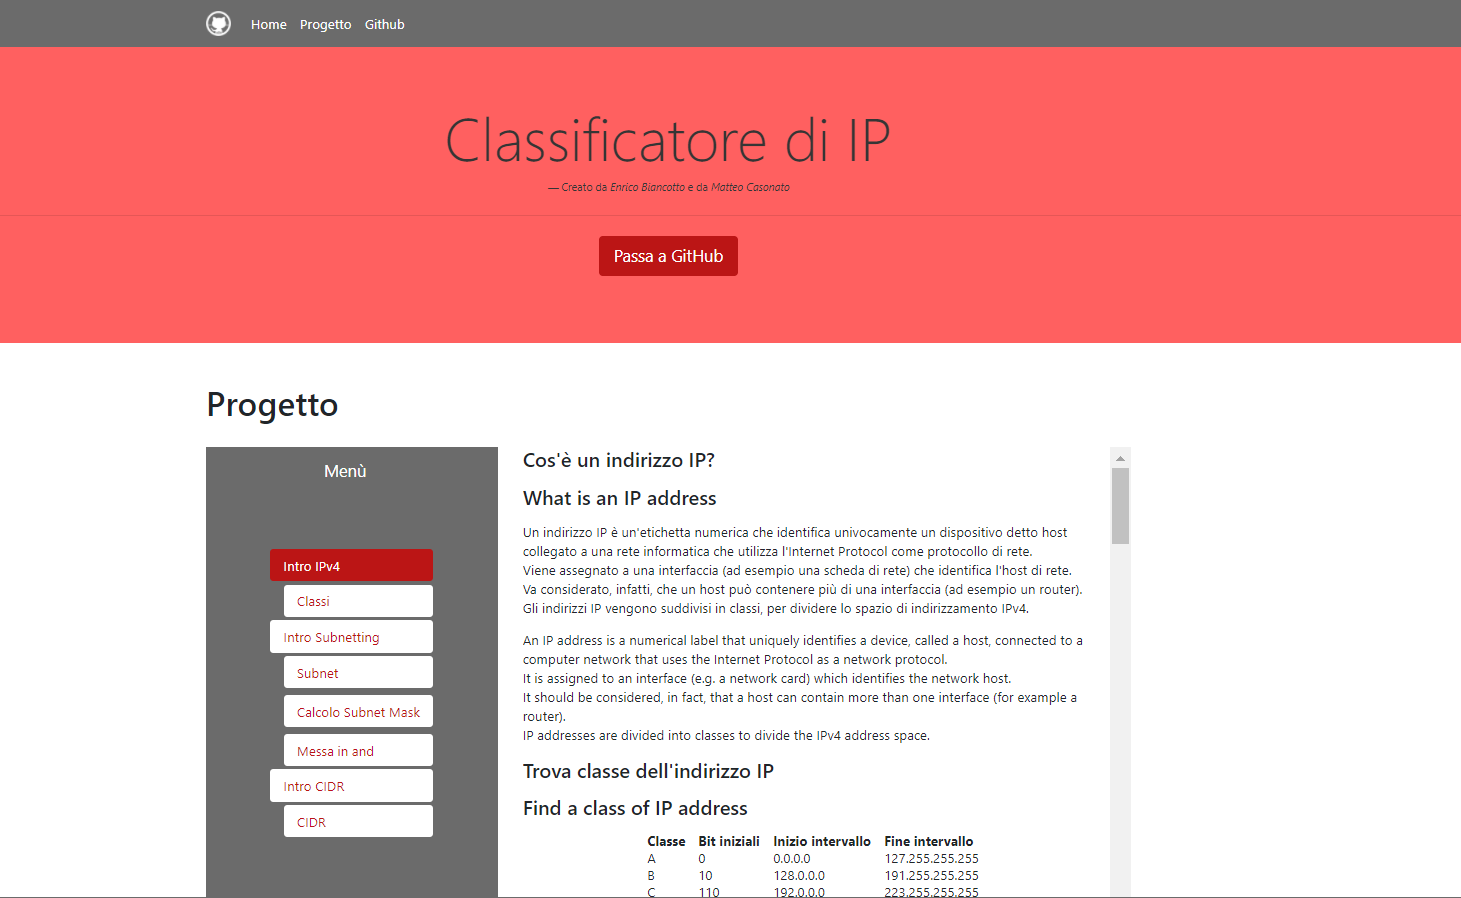 Home Progetto Github
Classificatore di IP
— Creato da Enrico Biancotto e da Matteo Casonato
Passa a GitHub
Progetto
Menù
Intro IPv4
Classi
Intro Subnetting
Subnet
Calcolo Subnet Mask
Messa in and
Intro CIDR
CIDR
Cos'è un indirizzo IP?
What is an IP address
Un indirizzo IP è un'etichetta numerica che identifica univocamente un dispositivo detto host
collegato a una rete informatica che utilizza l'Internet Protocol come protocollo di rete.
Viene assegnato a una interfaccia (ad esempio una scheda di rete) che identifica l'host di rete.
Va considerato, infatti, che un host può contenere più di una interfaccia (ad esempio un router).
Gli indirizzi IP vengono suddivisi in classi, per dividere lo spazio di indirizzamento IPv4.
An IP address is a numerical label that uniquely identifies a device, called a host, connected to a
computer network that uses the Internet Protocol as a network protocol.
It is assigned to an interface (e.g. a network card) which identifies the network host.
It should be considered, in fact, that a host can contain more than one interface (for example a
router).
IP addresses are divided into classes to divide the IPv4 address space.
Trova classe dell'indirizzo IP
Find a class of IP address
Classe Bit iniziali Inizio intervallo Fine intervallo
A 0 0.0.0.0 127.255.255.255
B 10 128.0.0.0 191.255.255.255
C 110 192.0.0.0 223.255.255.255